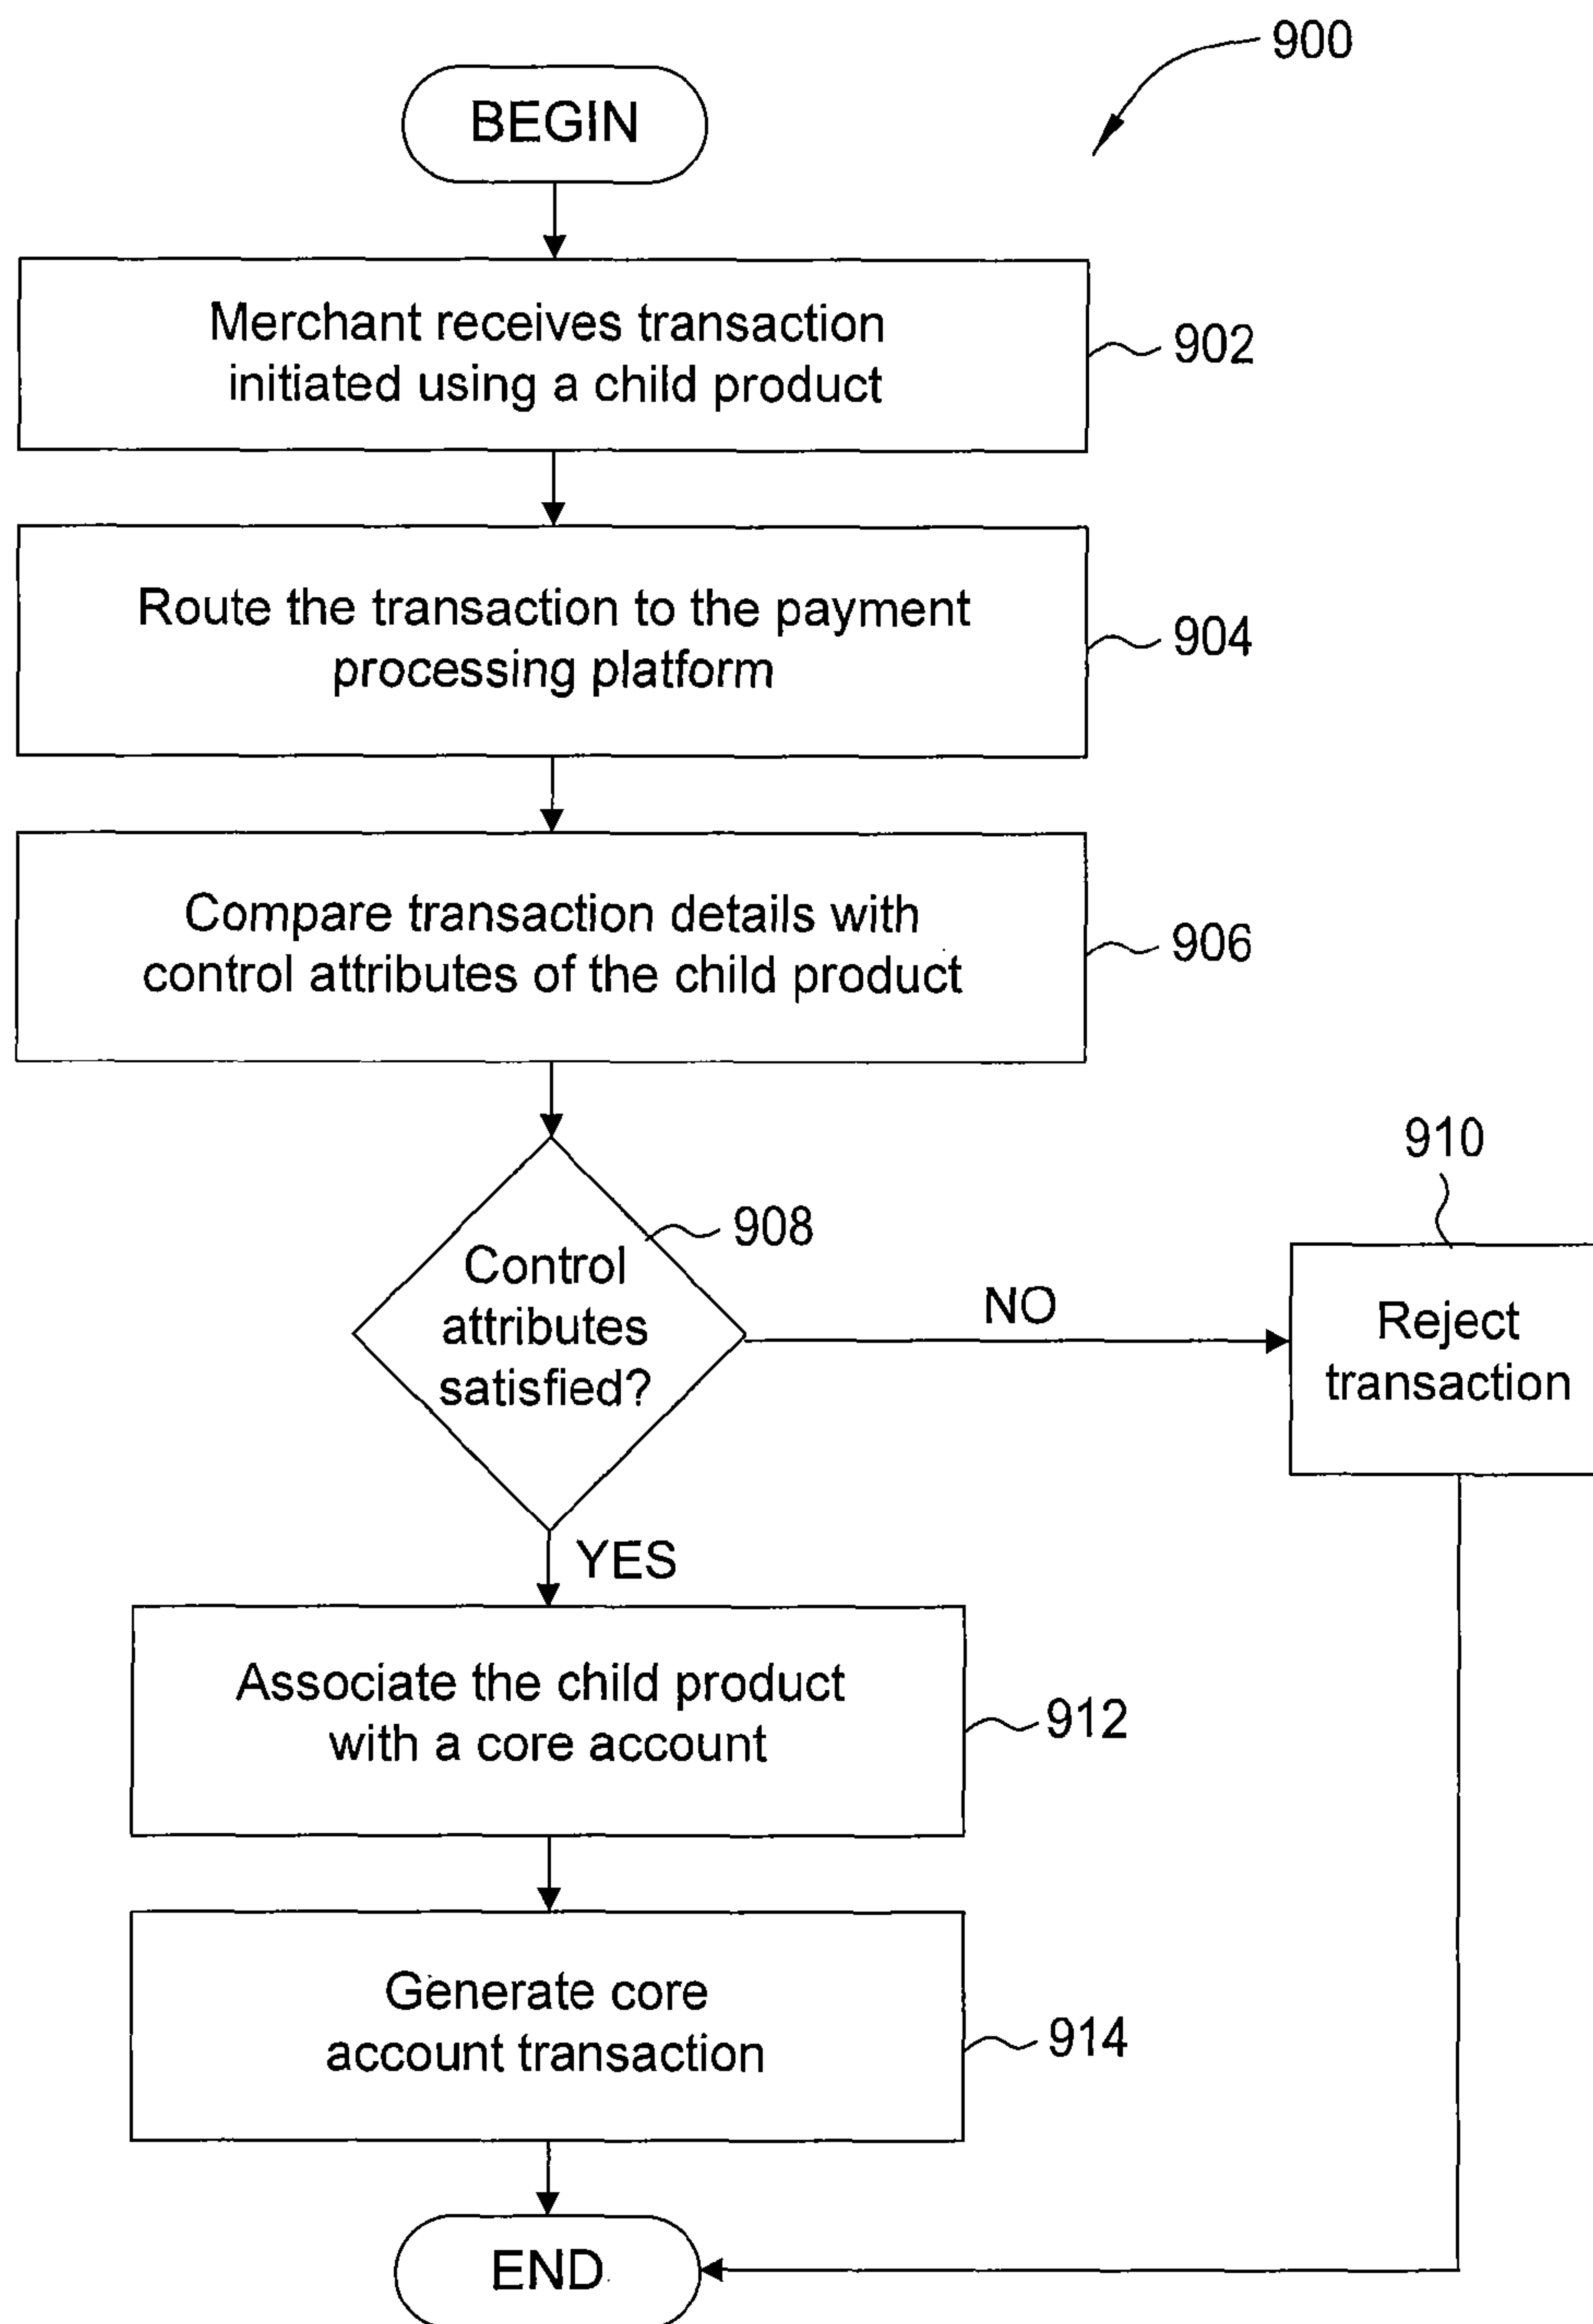 900
BEGIN
Merchant receives transaction
initiated using a child product
902
Route the transaction to the payment
processing platform
904
Compare transaction details with
control attributes of the child product
906
Control
attributes
satisfied?
908
NO
910
Reject
transaction
YES
Associate the child product
with a core account
912
Generate core
account transaction
914
END